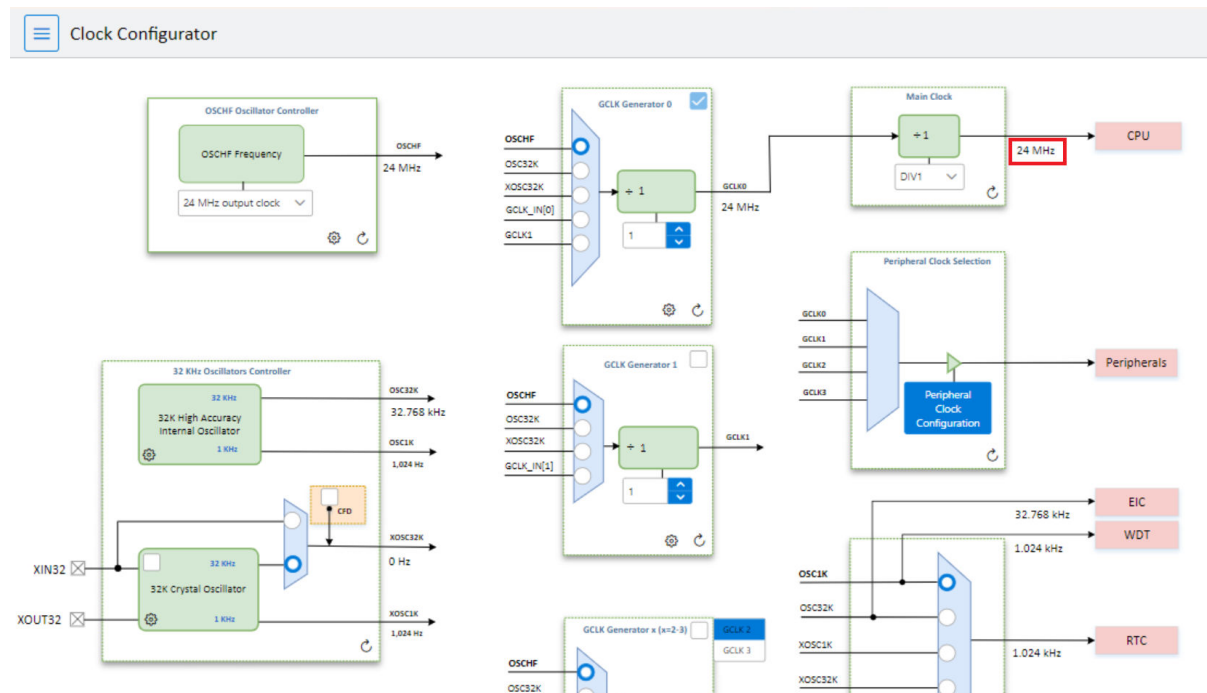 Clock Configurator
OSCHF Oscillator Controller
OSCHF Frequency
24 MHz output clock
OSCHF
24 MHz
GCLK Generator 0
OSCHF
OSC32K
XOSC32K
GCLK_IN[0]
GCLK1
÷ 1
1
GCLK0
24 MHz
Main Clock
÷1
DIV1
24 MHz
CPU
Peripheral Clock Selection
GCLK0
GCLK1
GCLK2
GCLK3
Peripheral
Clock
Configuration
Peripherals
32 KHz Oscillators Controller
32 KHz
32K High Accuracy
Internal Oscillator
1 KHz
OSC32K
32.768 kHz
OSC1K
1,024 Hz
CFD
XIN32
XOUT32
32 KHz
32K Crystal Oscillator
1 KHz
XOSC32K
0 Hz
XOSC1K
1,024 Hz
GCLK Generator 1
OSCHF
OSC32K
XOSC32K
GCLK_IN[1]
÷ 1
1
GCLK1
GCLK Generator x (x=2-3)
GCLK 2
GCLK 3
OSCHF
OSC32K
EIC
32.768 kHz
WDT
1.024 kHz
OSC1K
OSC32K
XOSC1K
XOSC32K
1.024 kHz
RTC